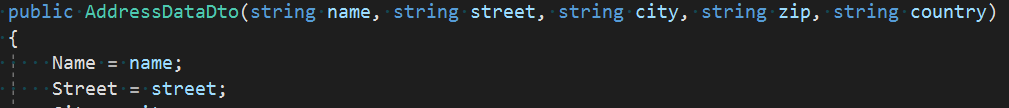 public AddressDataDto(string name, string street, string city, string zip, string country)
{
Name = name;
Street = street;